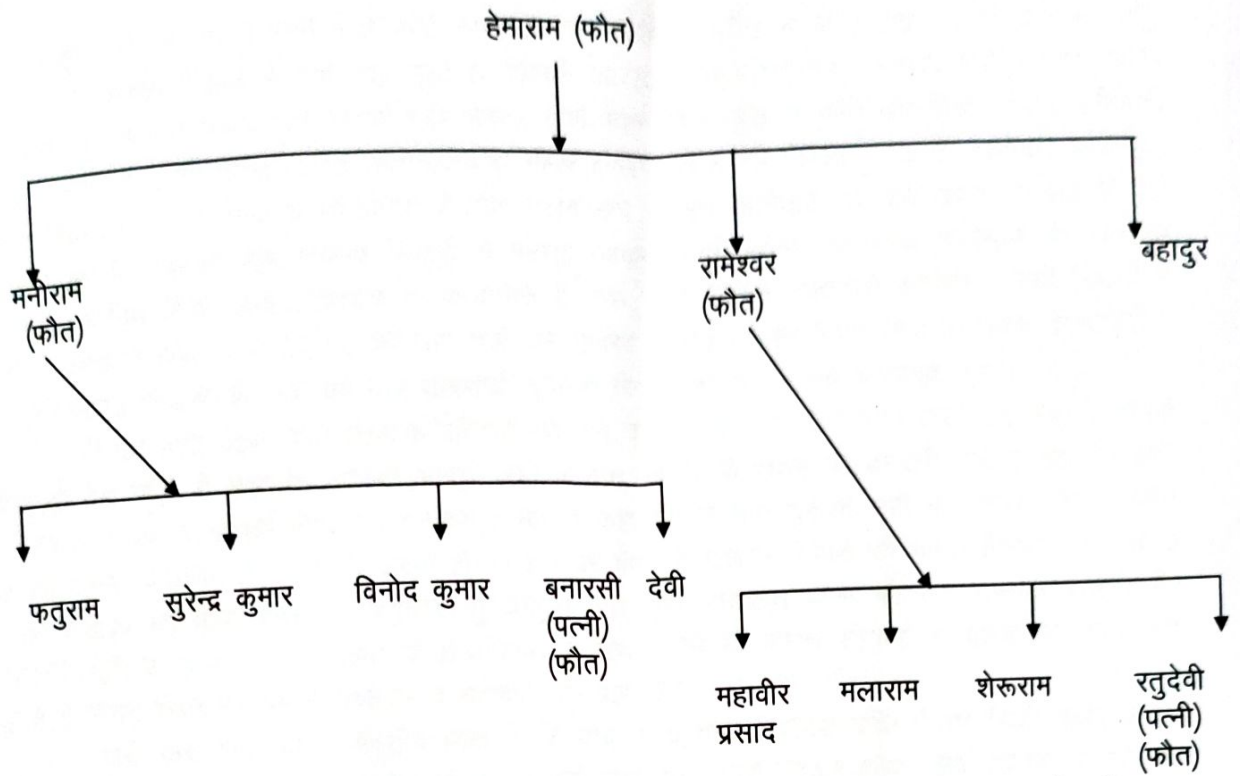 हेमाराम (फौत)
मनीराम
(फौत)
रामेश्वर
(फौत)
बहादुर
फतुराम
सुरेन्द्र कुमार
विनोद कुमार
बनारसी देवी
(पत्नी)
(फौत)
महावीर
प्रसाद
मलाराम
शेरूराम
रतुदेवी
(पत्नी)
(फौत)